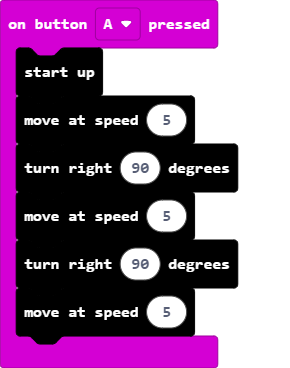 on button A pressed
start up
move at speed 5
turn right 90 degrees
move at speed 5
turn right 90 degrees
move at speed 5